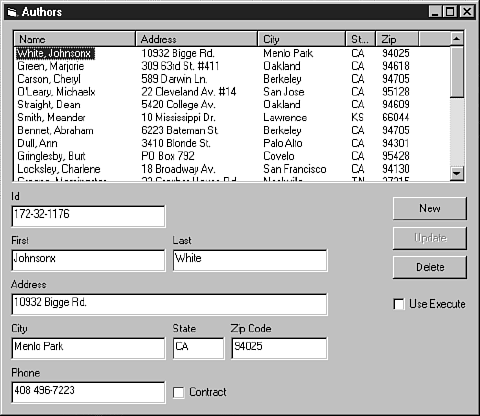 Authors
Name Address City St... Zip
White, Johnsonx 10932 Bigge Rd. Menlo Park CA 94025
Green, Marjorie 309 63rd St. #411 Oakland CA 94618
Carson, Cheryl 589 Darwin Ln. Berkeley CA 94705
O'Leary, Michaelx 22 Cleveland Av. #14 San Jose CA 95128
Straight, Dean 5420 College Av. Oakland CA 94609
Smith, Meander 10 Mississippi Dr. Lawrence KS 66044
Bennet, Abraham 6223 Bateman St. Berkeley CA 94705
Dull, Ann 3410 Blonde St. Palo Alto CA 94301
Gringlesby, Burt PO Box 792 Covelo CA 95428
Locksley, Charlene 18 Broadway Av. San Francisco CA 94130
Id
172-32-1176
New
First Last
Update
Johnsonx White
Delete
Address
10932 Bigge Rd.
Use Execute
City State Zip Code
Menlo Park CA 94025
Phone
408 496-7223
Contract